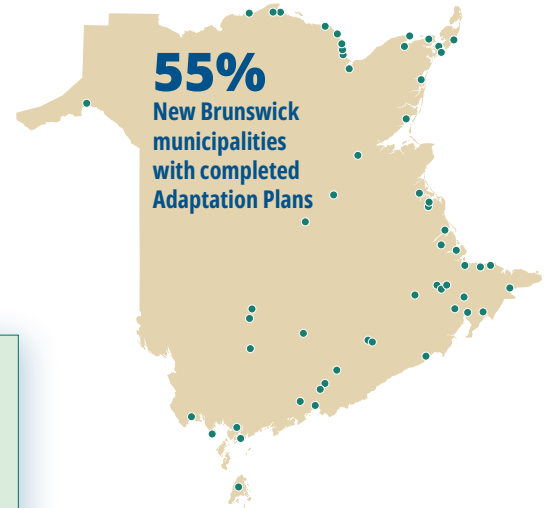 55%
New Brunswick
municipalities
with completed
Adaptation Plans